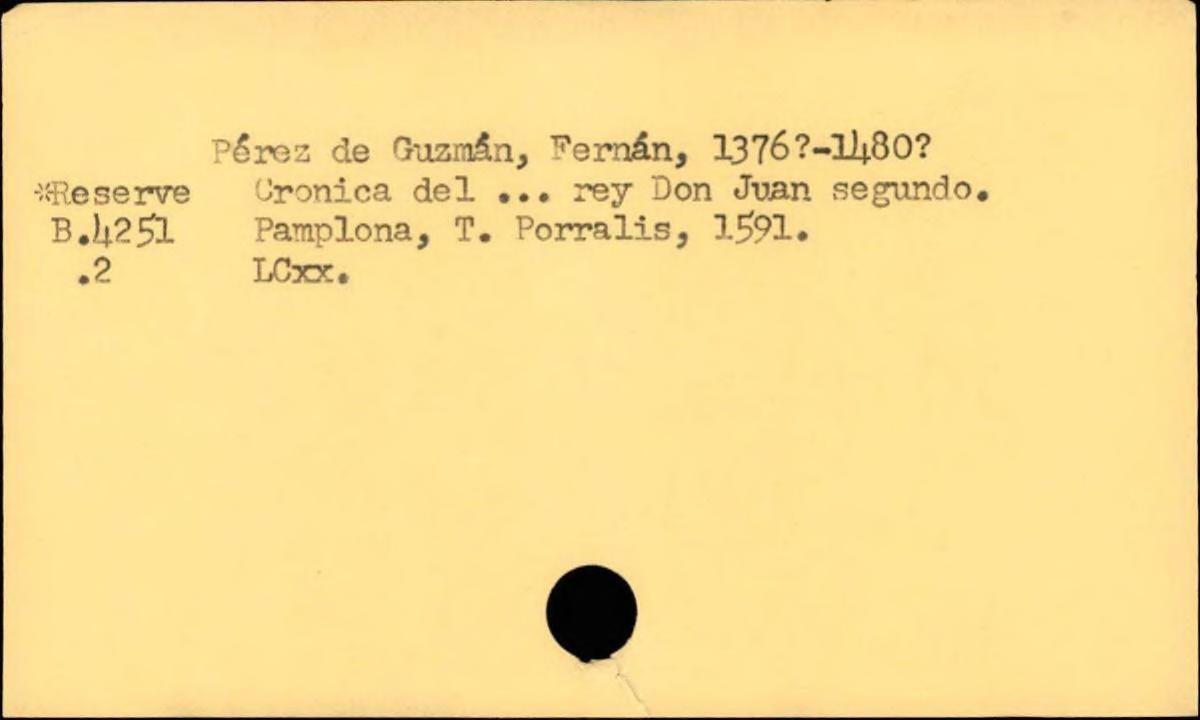 Pérez de Guzmán, Fernán, 1376?-1480?
*Reserve Cronica del ... rey Don Juan segundo.
B.4251 Pamplona, T. Porralis, 1591.
.2 LCxx.